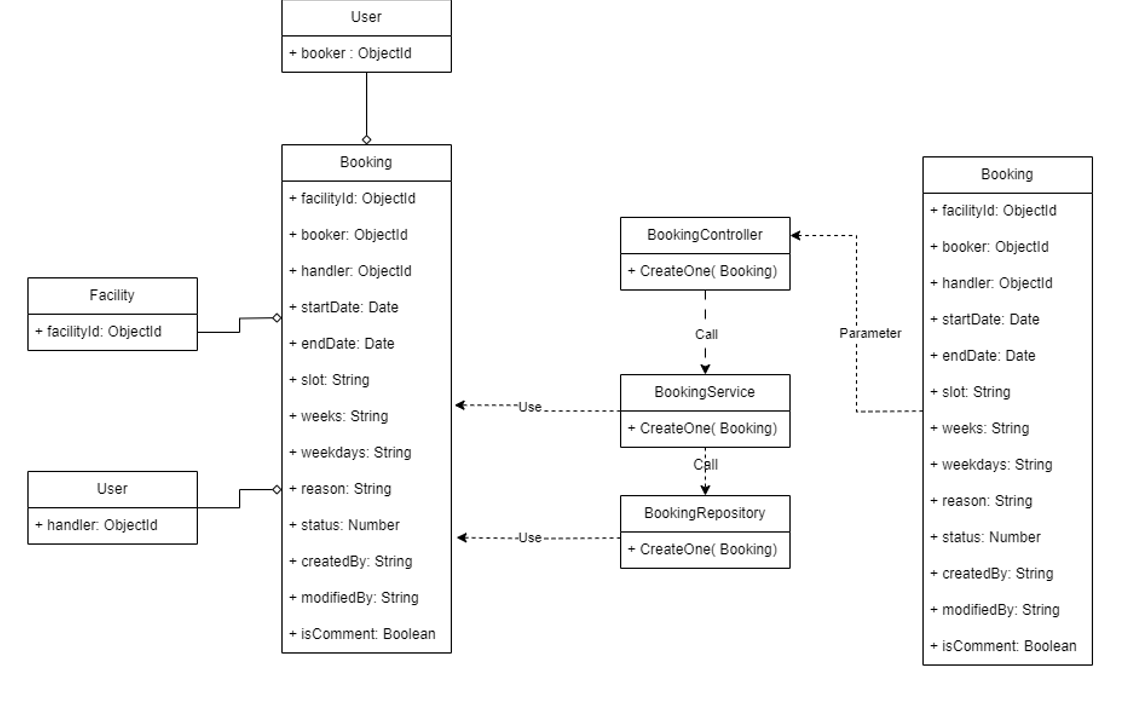 User
+ booker : ObjectId
Booking
+ facilityId: ObjectId
+ booker: ObjectId
+ handler: ObjectId
+ startDate: Date
+ endDate: Date
+ slot: String
+ weeks: String
+ weekdays: String
+ reason: String
+ status: Number
+ createdBy: String
+ modifiedBy: String
+ isComment: Boolean
Facility
+ facilityId: ObjectId
User
+ handler: ObjectId
Use
Use
BookingController
+ CreateOne( Booking)
Call
BookingService
+ CreateOne( Booking)
Call
BookingRepository
+ CreateOne( Booking)
Parameter
Booking
+ facilityId: ObjectId
+ booker: ObjectId
+ handler: ObjectId
+ startDate: Date
+ endDate: Date
+ slot: String
+ weeks: String
+ weekdays: String
+ reason: String
+ status: Number
+ createdBy: String
+ modifiedBy: String
+ isComment: Boolean